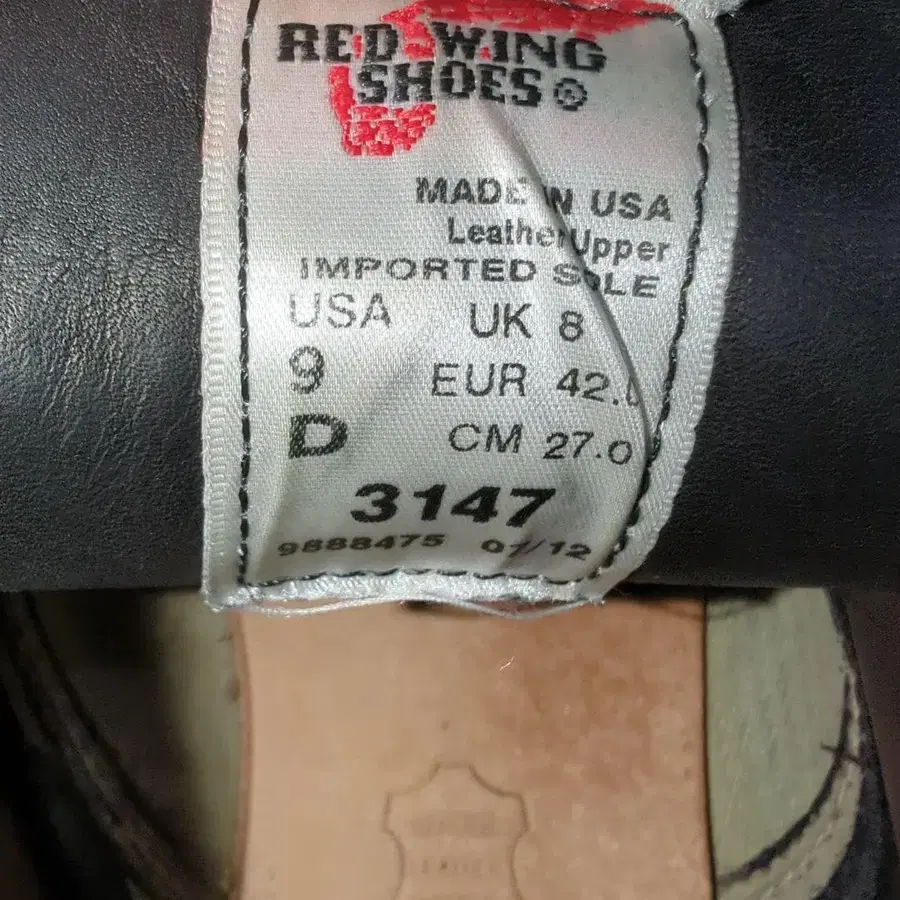 RED WING
SHOES®
MADE IN USA
Leather Upper
IMPORTED SOLE
USA UK 8
9 EUR 42.
D CM 27.0
3147
9888475 07/12